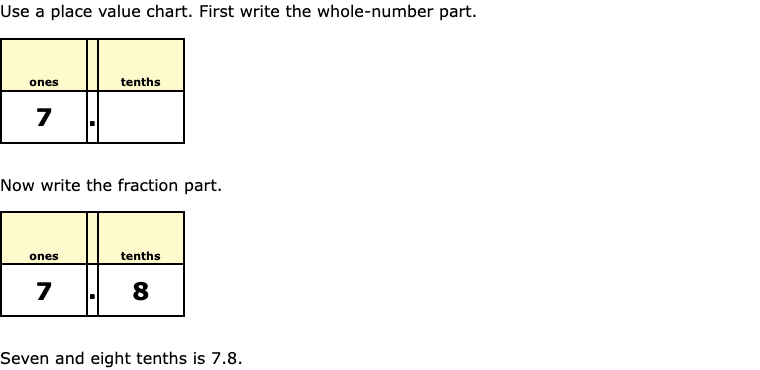 Use a place value chart. First write the whole-number part.
ones tenths
7 .
Now write the fraction part.
ones tenths
7 . 8
Seven and eight tenths is 7.8.